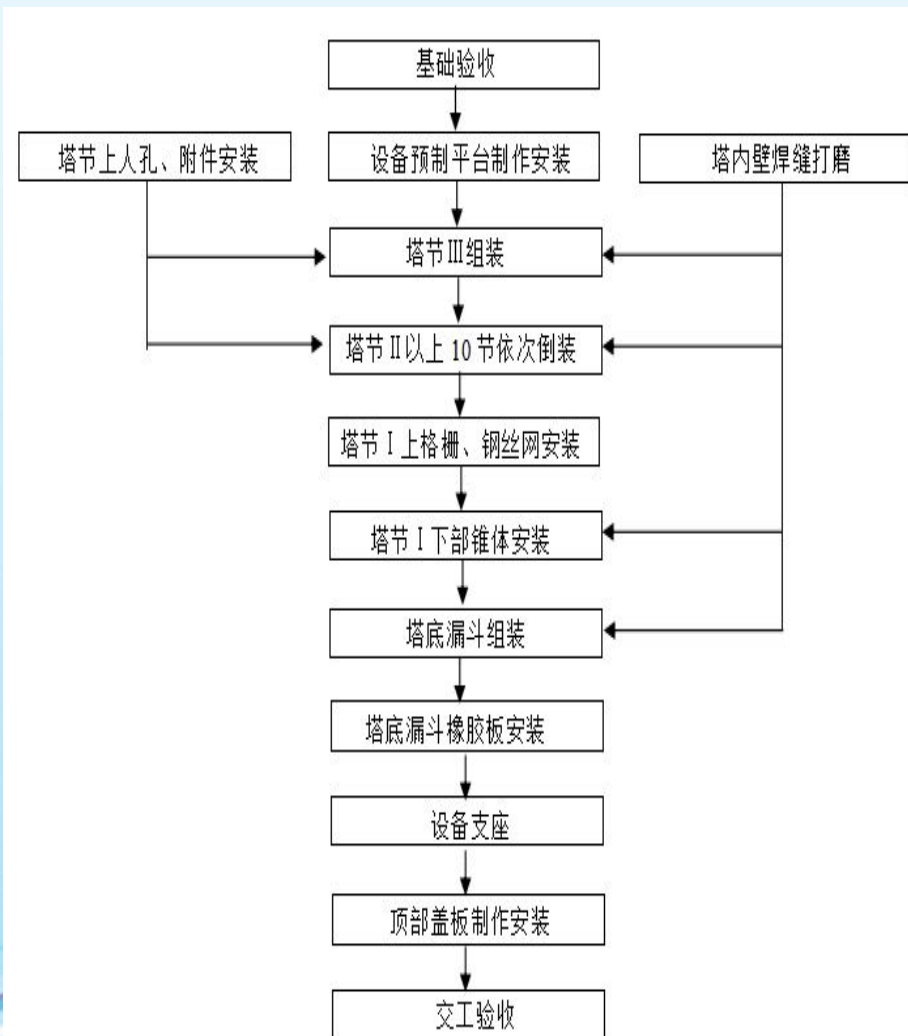 基础验收
塔节上人孔、附件安装
设备预制平台制作安装
塔内壁焊缝打磨
塔节Ⅲ组装
塔节Ⅱ以上10节依次倒装
塔节Ⅰ上格栅、钢丝网安装
塔节Ⅰ下部锥体安装
塔底漏斗组装
塔底漏斗橡胶板安装
设备支座
顶部盖板制作安装
交工验收